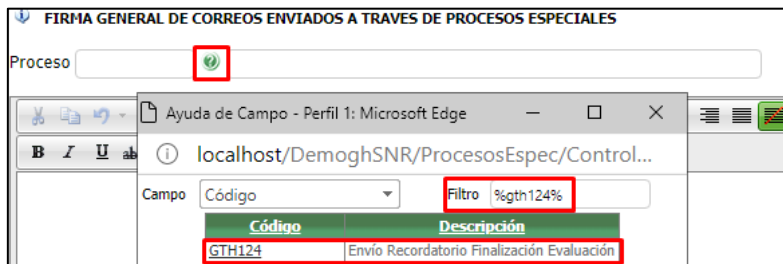 FIRMA GENERAL DE CORREOS ENVIADOS A TRAVES DE PROCESOS ESPECIALES
Proceso
Ayuda de Campo - Perfil 1: Microsoft Edge
B I U ab
localhost/DemoghSNR/ProcesosEspec/Control...
Campo Código Filtro %gth124%
Código Descripción
GTH124 Envío Recordatorio Finalización Evaluación